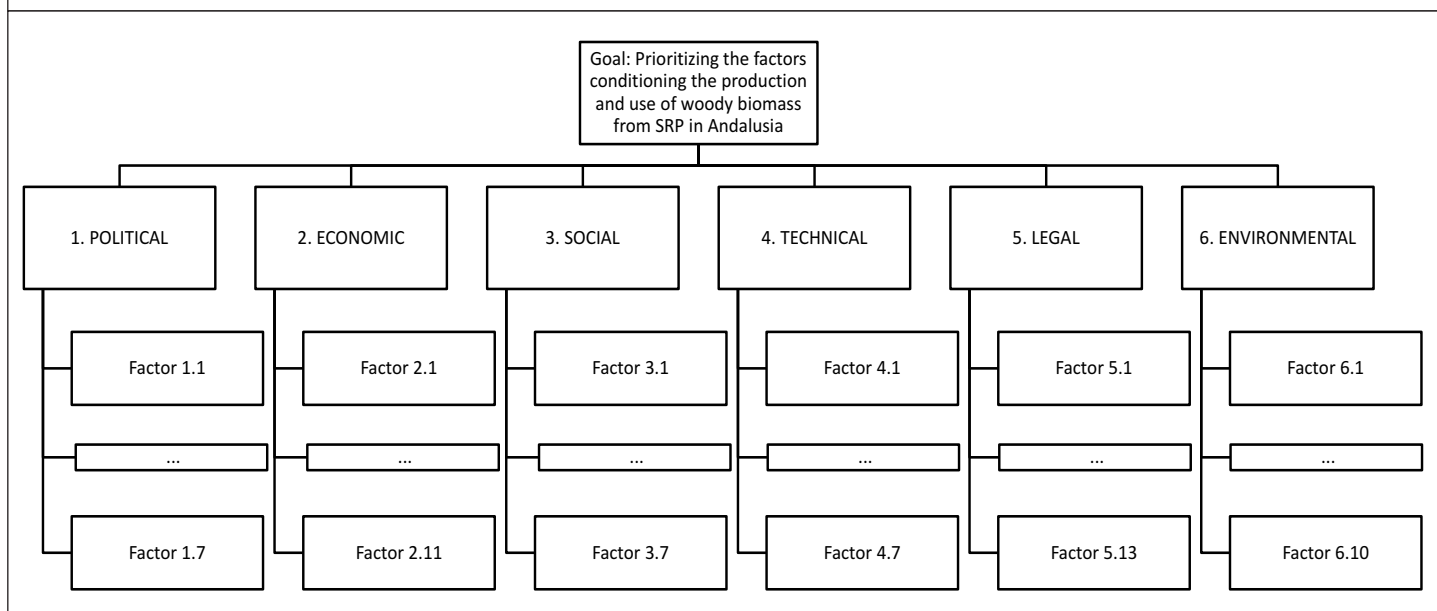 Goal: Prioritizing the factors
conditioning the production
and use of woody biomass
from SRP in Andalusia
1. POLITICAL
2. ECONOMIC
3. SOCIAL
4. TECHNICAL
5. LEGAL
6. ENVIRONMENTAL
Factor 1.1
Factor 2.1
Factor 3.1
Factor 4.1
Factor 5.1
Factor 6.1
...
...
...
...
...
...
Factor 1.7
Factor 2.11
Factor 3.7
Factor 4.7
Factor 5.13
Factor 6.10